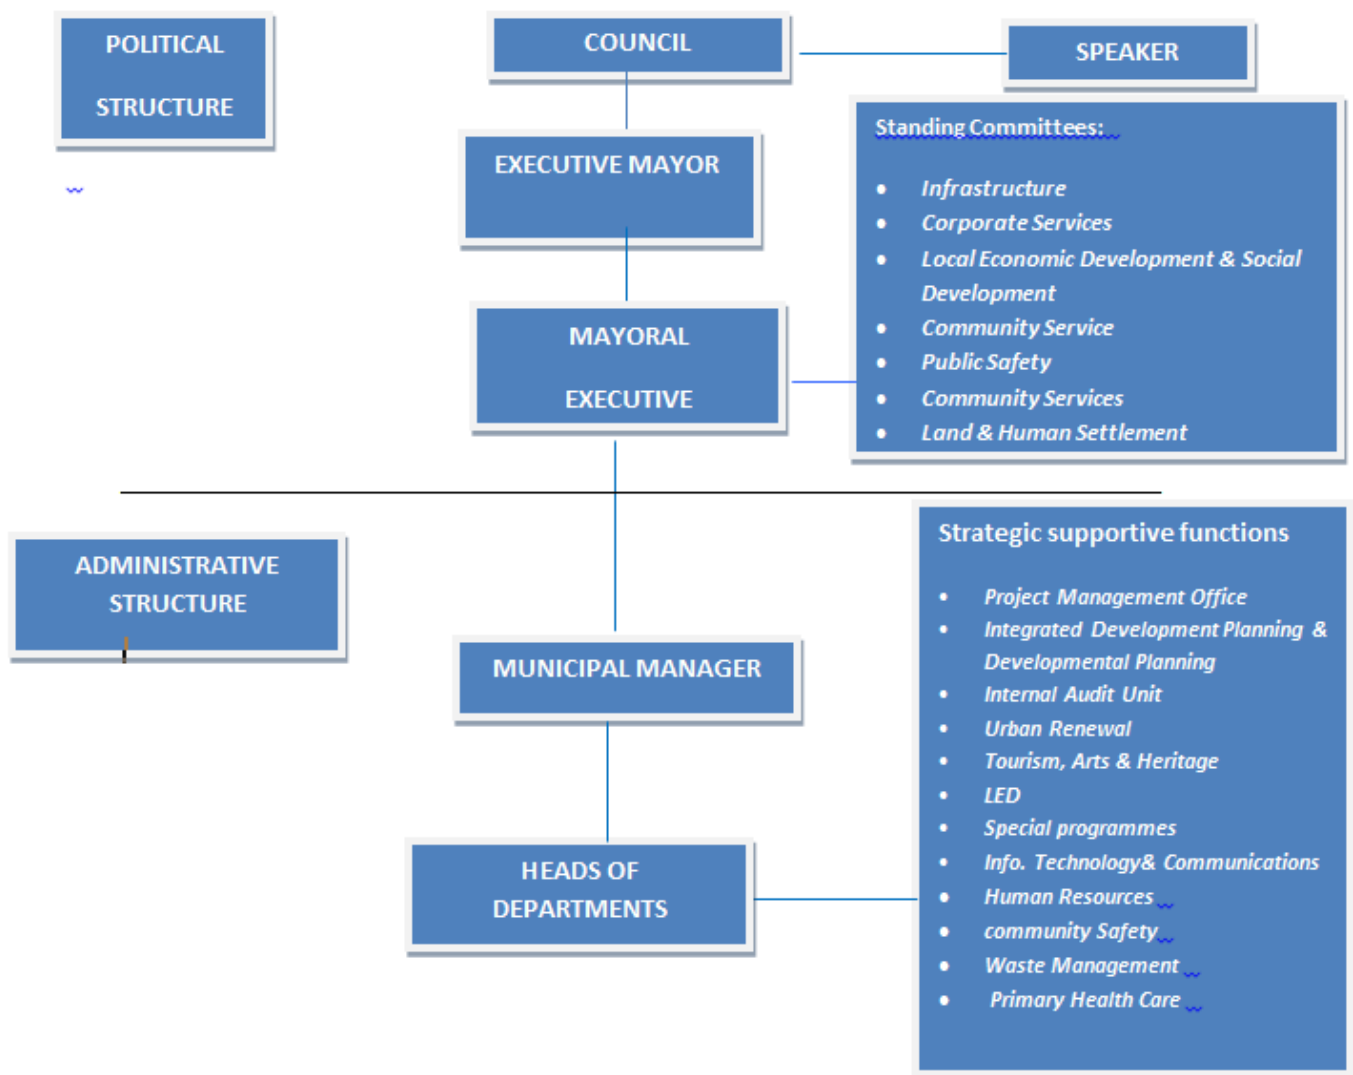 POLITICAL
STRUCTURE
COUNCIL
SPEAKER
EXECUTIVE MAYOR
Standing Committees:
• Infrastructure
• Corporate Services
• Local Economic Development & Social
Development
• Community Service
• Public Safety
• Community Services
• Land & Human Settlement
MAYORAL
EXECUTIVE
ADMINISTRATIVE
STRUCTURE
MUNICIPAL MANAGER
HEADS OF
DEPARTMENTS
Strategic supportive functions
• Project Management Office
• Integrated Development Planning &
Developmental Planning
• Internal Audit Unit
• Urban Renewal
• Tourism, Arts & Heritage
• LED
• Special programmes
• Info. Technology& Communications
• Human Resources
• community Safety
• Waste Management
• Primary Health Care